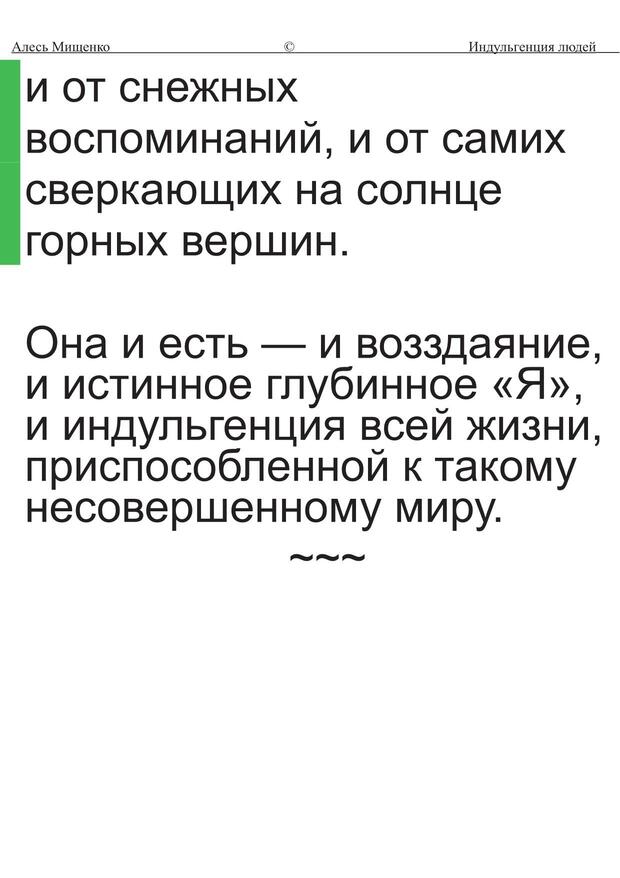 Алесь Мищенко © Индульгенция людей
и от снежных
воспоминаний, и от самих
сверкающих на солнце
горных вершин.
Она и есть — и возздаяние,
и истинное глубинное «Я»,
и индульгенция всей жизни,
приспособленной к такому
несовершенному миру.
~~~